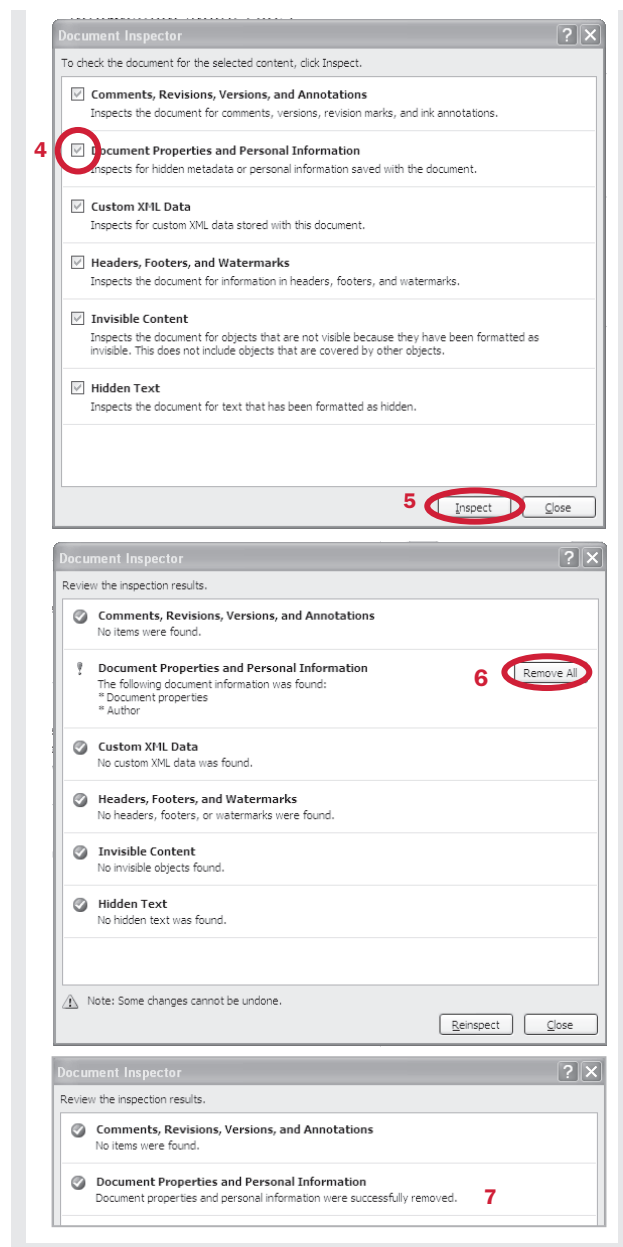 Document Inspector
To check the document for the selected content, click Inspect.
Comments, Revisions, Versions, and Annotations
Inspects the document for comments, versions, revision marks, and ink annotations.
4
Document Properties and Personal Information
Inspects for hidden metadata or personal information saved with the document.
Custom XML Data
Inspects for custom XML data stored with this document.
Headers, Footers, and Watermarks
Inspects the document for information in headers, footers, and watermarks.
Invisible Content
Inspects the document for objects that are not visible because they have been formatted as
invisible. This does not include objects that are covered by other objects.
Hidden Text
Inspects the document for text that has been formatted as hidden.
5 Inspect Close
Document Inspector
Review the inspection results.
Comments, Revisions, Versions, and Annotations
No items were found.
Document Properties and Personal Information
6 Remove All
The following document information was found:
* Document properties
* Author
Custom XML Data
No custom XML data was found.
Headers, Footers, and Watermarks
No headers, footers, or watermarks were found.
Invisible Content
No invisible objects found.
Hidden Text
No hidden text was found.
Note: Some changes cannot be undone.
Reinspect Close
Document Inspector
Review the inspection results.
Comments, Revisions, Versions, and Annotations
No items were found.
Document Properties and Personal Information
Document properties and personal information were successfully removed. 7